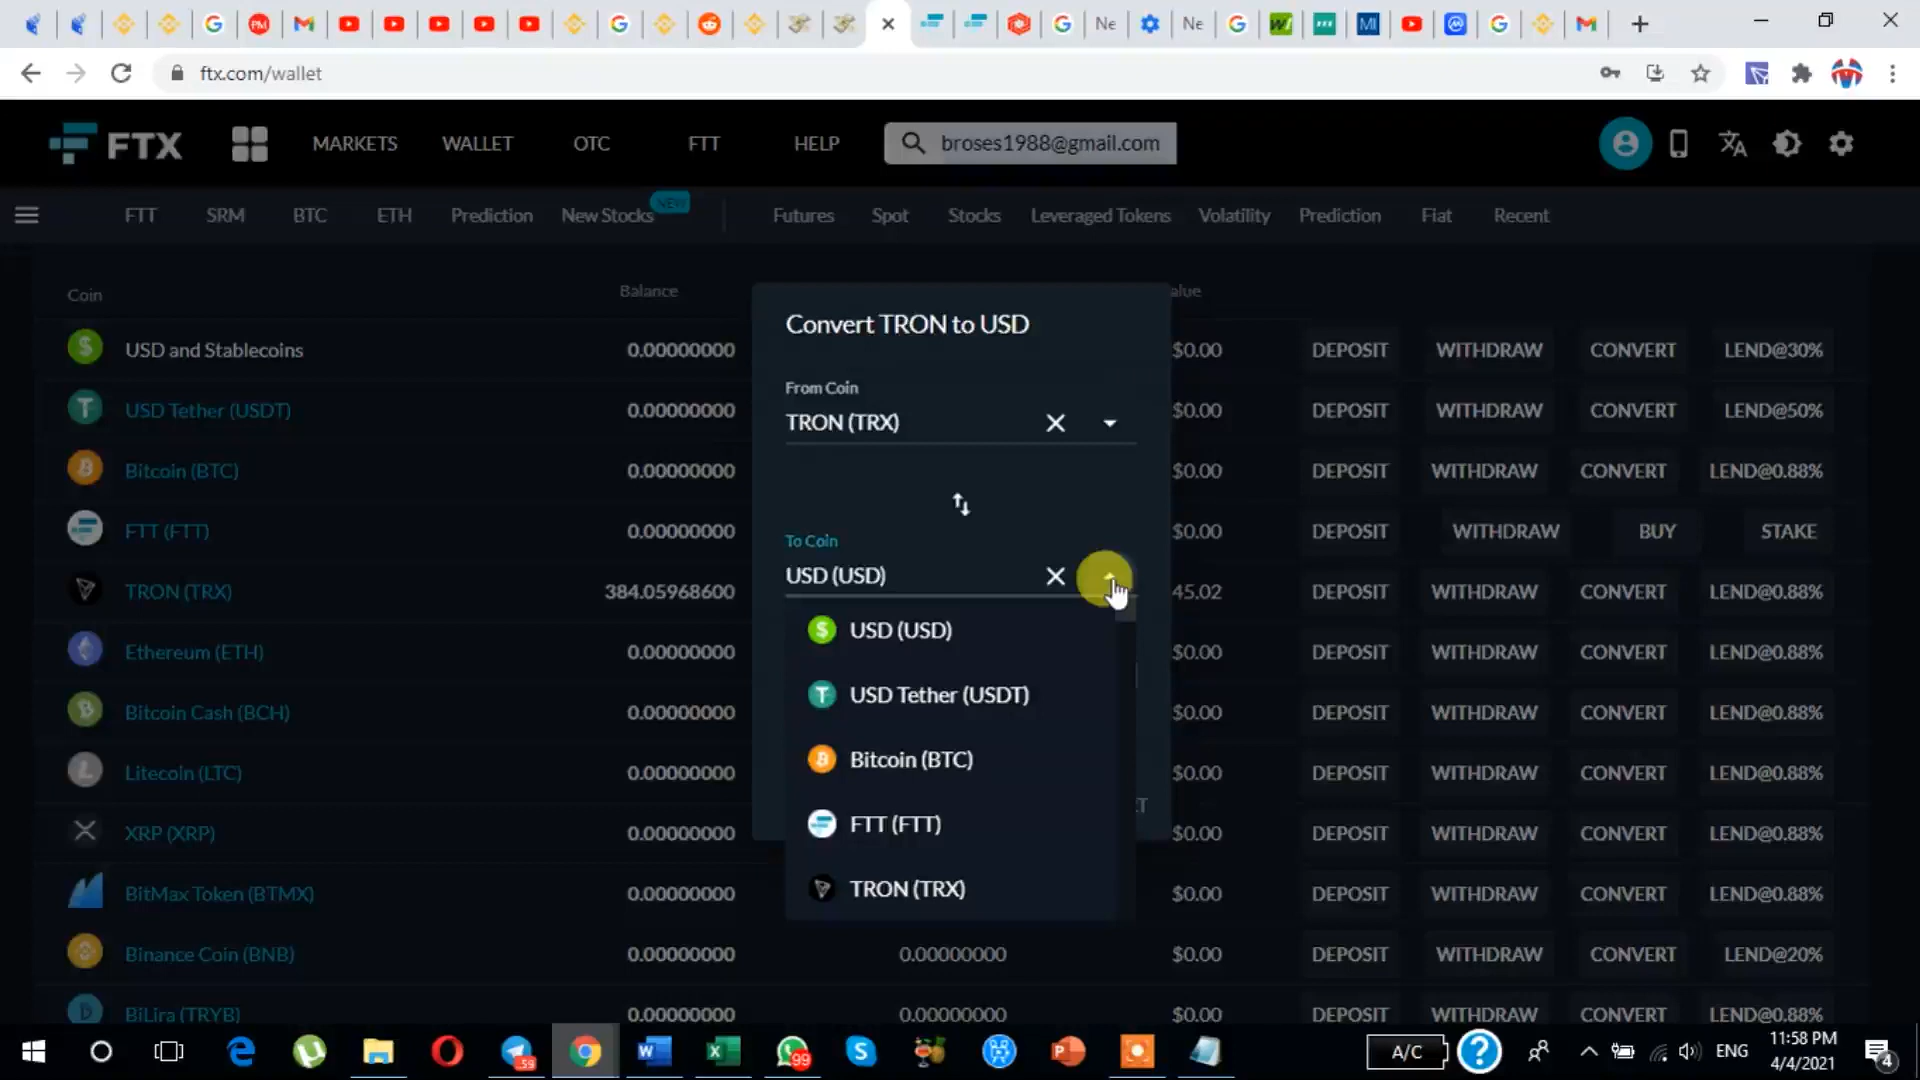 PM
Ne
Ne
MI
ftx.com/wallet
FTX
MARKETS
WALLET
OTC
FTT
HELP
broses1988@gmail.com
FTT
SRM
BTC
ETH
Prediction
New Stocks
NEW
Futures
Spot
Stocks
Leveraged Tokens
Volatility
Prediction
Fiat
Recent
Coin Balance alue
USD and Stablecoins 0.00000000 $0.00 DEPOSIT WITHDRAW CONVERT LEND@30%
USD Tether (USDT) 0.00000000 $0.00 DEPOSIT WITHDRAW CONVERT LEND@50%
Bitcoin (BTC) 0.00000000 $0.00 DEPOSIT WITHDRAW CONVERT LEND@0.88%
FTT (FTT) 0.00000000 $0.00 DEPOSIT WITHDRAW BUY STAKE
TRON (TRX) 384.05968600 45.02 DEPOSIT WITHDRAW CONVERT LEND@0.88%
Ethereum (ETH) 0.00000000 $0.00 DEPOSIT WITHDRAW CONVERT LEND@0.88%
Bitcoin Cash (BCH) 0.00000000 $0.00 DEPOSIT WITHDRAW CONVERT LEND@0.88%
Litecoin (LTC) 0.00000000 $0.00 DEPOSIT WITHDRAW CONVERT LEND@0.88%
XRP (XRP) 0.00000000 $0.00 DEPOSIT WITHDRAW CONVERT LEND@0.88%
BitMax Token (BTMX) 0.00000000 $0.00 DEPOSIT WITHDRAW CONVERT LEND@0.88%
Binance Coin (BNB) 0.00000000 0.00000000 $0.00 DEPOSIT WITHDRAW CONVERT LEND@20%
BiLira (TRYB) 0.00000000 0.00000000 $0.00 DEPOSIT WITHDRAW CONVERT LEND@0.88%
Convert TRON to USD
From Coin
TRON (TRX)
To Coin
USD (USD)
USD (USD)
USD Tether (USDT)
Bitcoin (BTC)
FTT (FTT)
TRON (TRX)
59
99
A/C
ENG
11:58 PM
4/4/2021
4